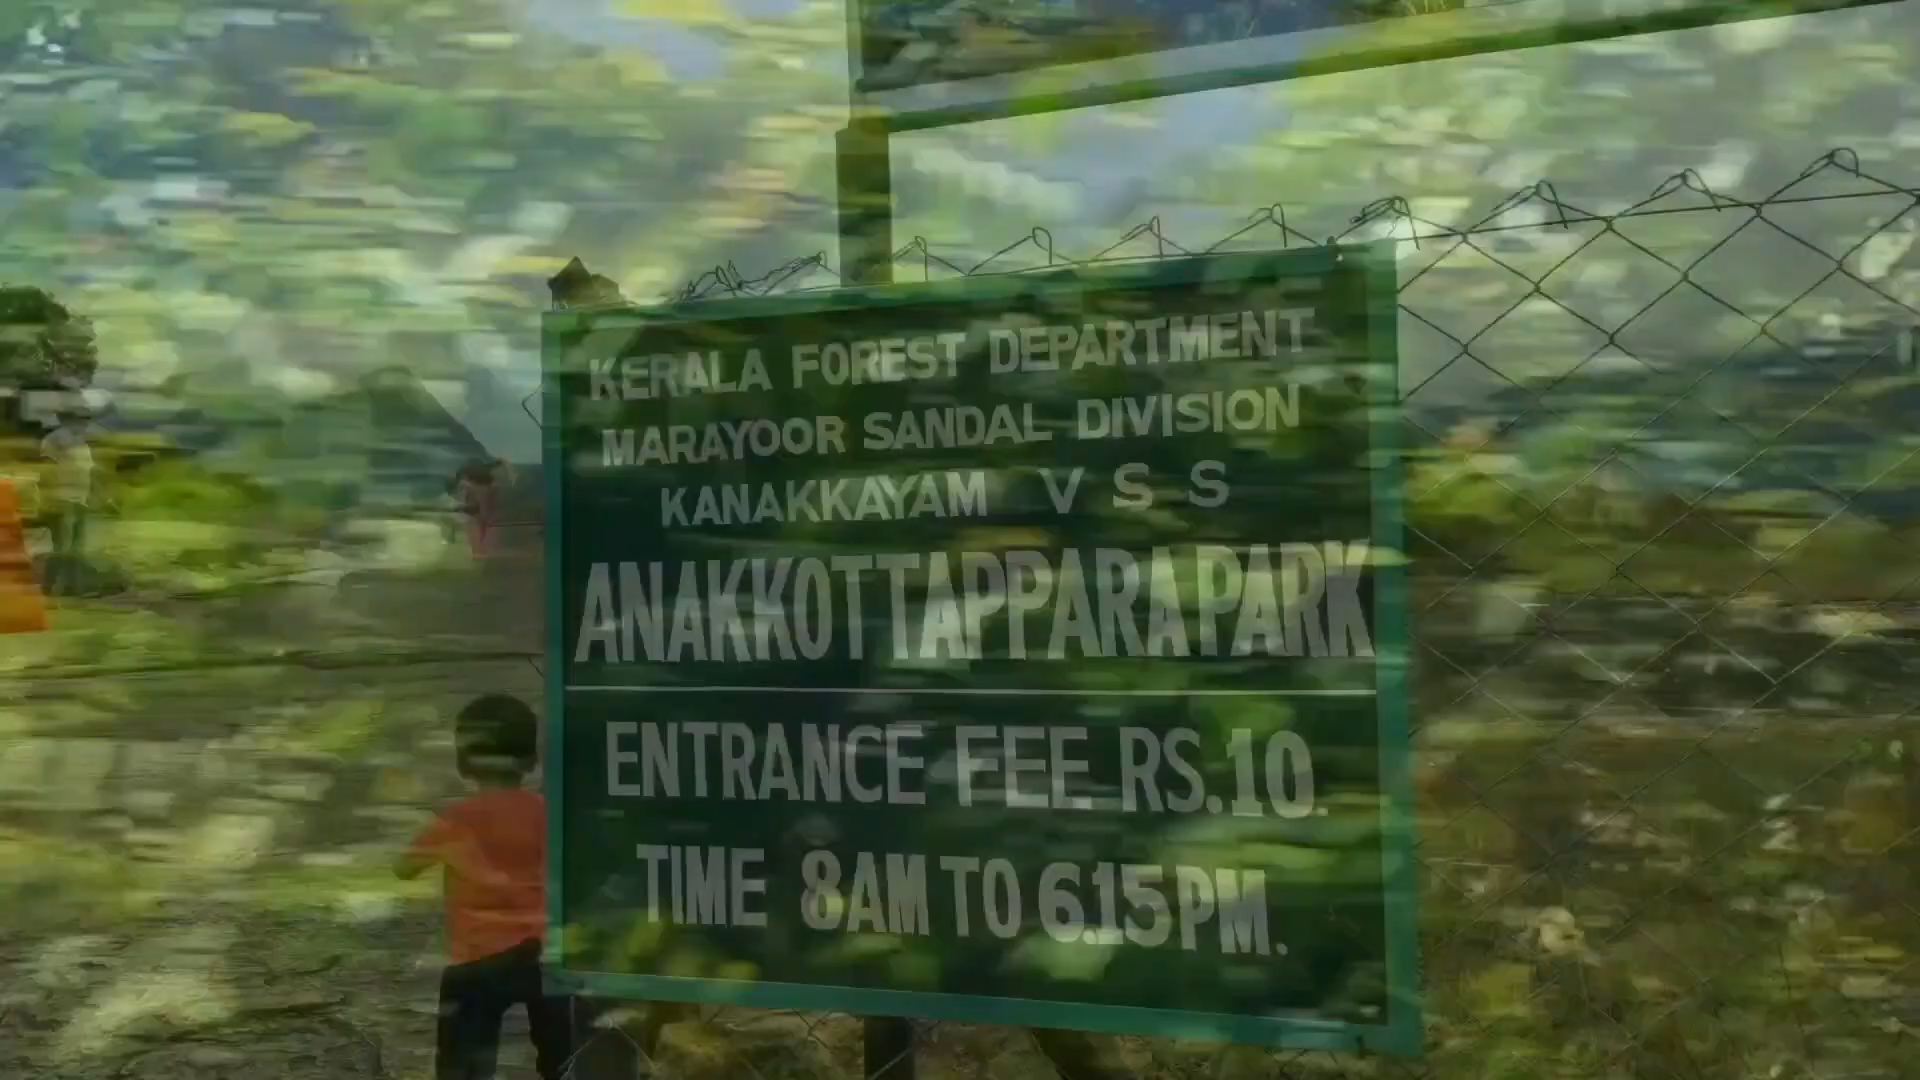 KERALA FOREST DEPARTMENT
MARAYOOR SANDAL DIVISION
KANAKKAYAM V S S
ANAKKOTTAPPARA PARK
ENTRANCE FEE RS.10.
TIME 8AM TO 6.15PM.